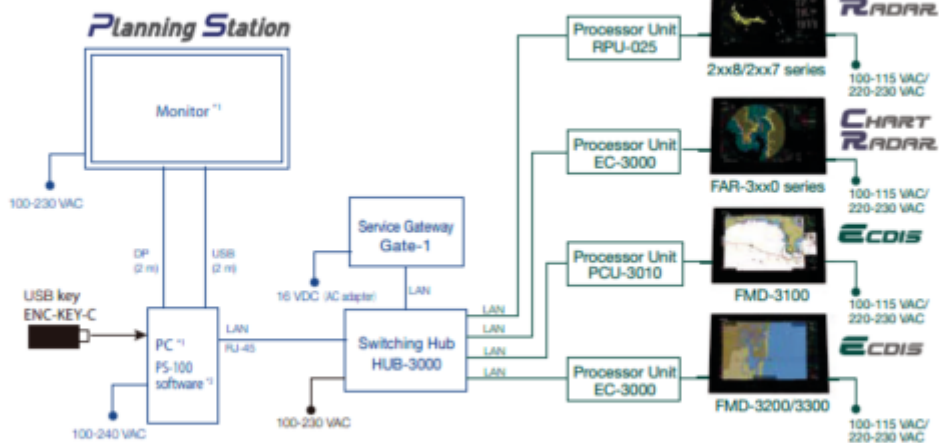 Planning Station
Monitor *1
100-230 VAC
DP
(2 m)
USB
(2 m)
USB key
ENC-KEY-C
PC *1
PS-100
software *2
100-240 VAC
LAN
RJ-45
Service Gateway
Gate-1
16 VDC (AC adapter)
LAN
Switching Hub
HUB-3000
100-230 VAC
LAN
LAN
LAN
LAN
Processor Unit
RPU-025
2xx8/2xx7 series
RADAR
100-115 VAC/
220-230 VAC
Processor Unit
EC-3000
FAR-3xx0 series
CHART
RADAR
100-115 VAC/
220-230 VAC
Processor Unit
PCU-3010
FMD-3100
ECDIS
100-115 VAC/
220-230 VAC
Processor Unit
EC-3000
FMD-3200/3300
ECDIS
100-115 VAC/
220-230 VAC